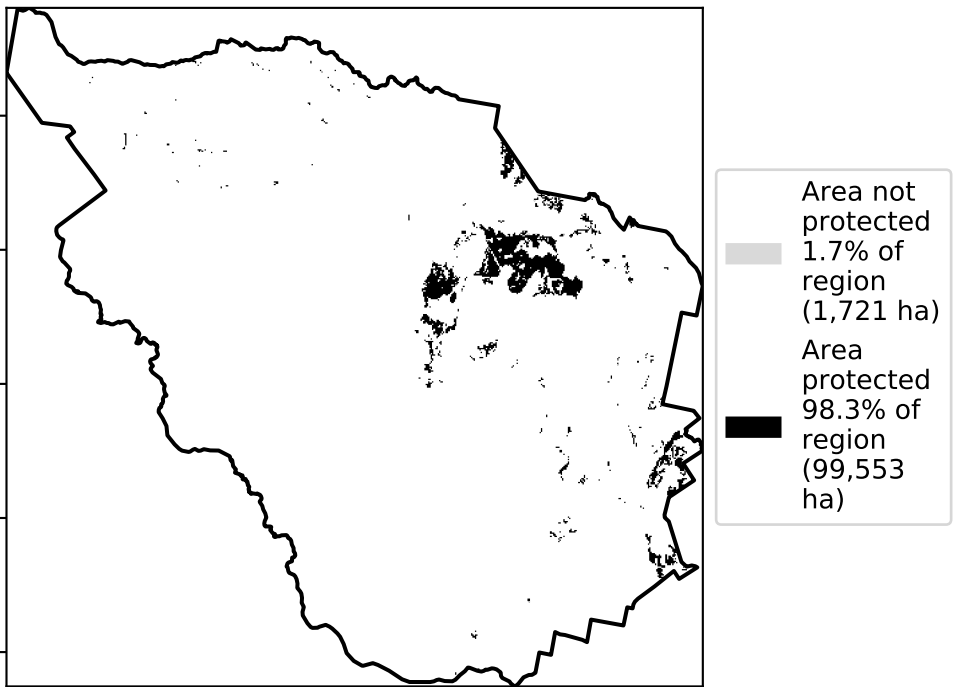 Area not
protected
1.7% of
region
(1,721 ha)
Area
protected
98.3% of
region
(99,553
ha)